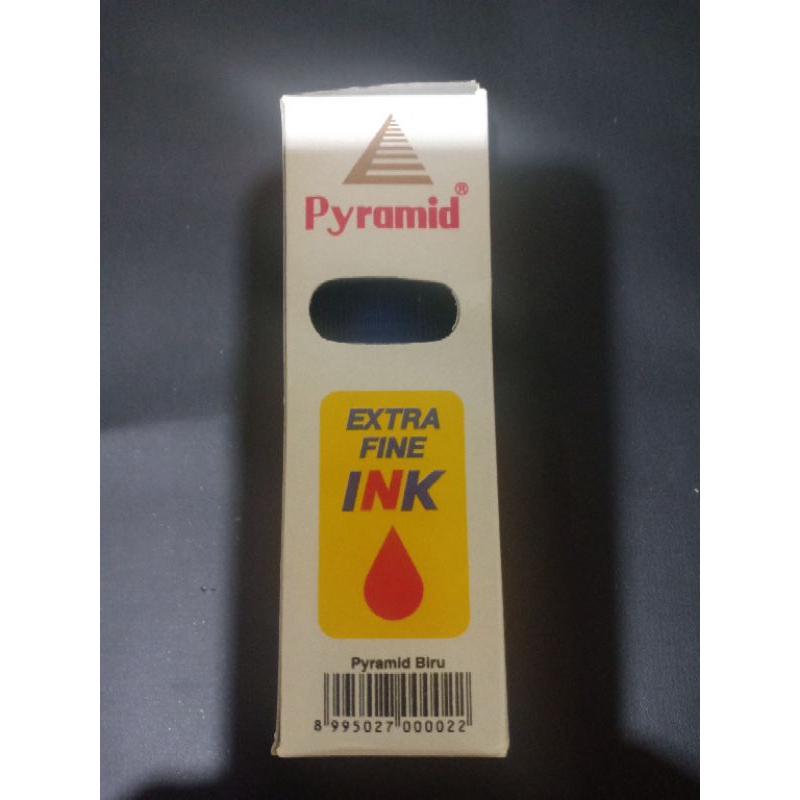 Pyramid®
EXTRA
FINE
INK
Pyramid Biru
8 995027 000022